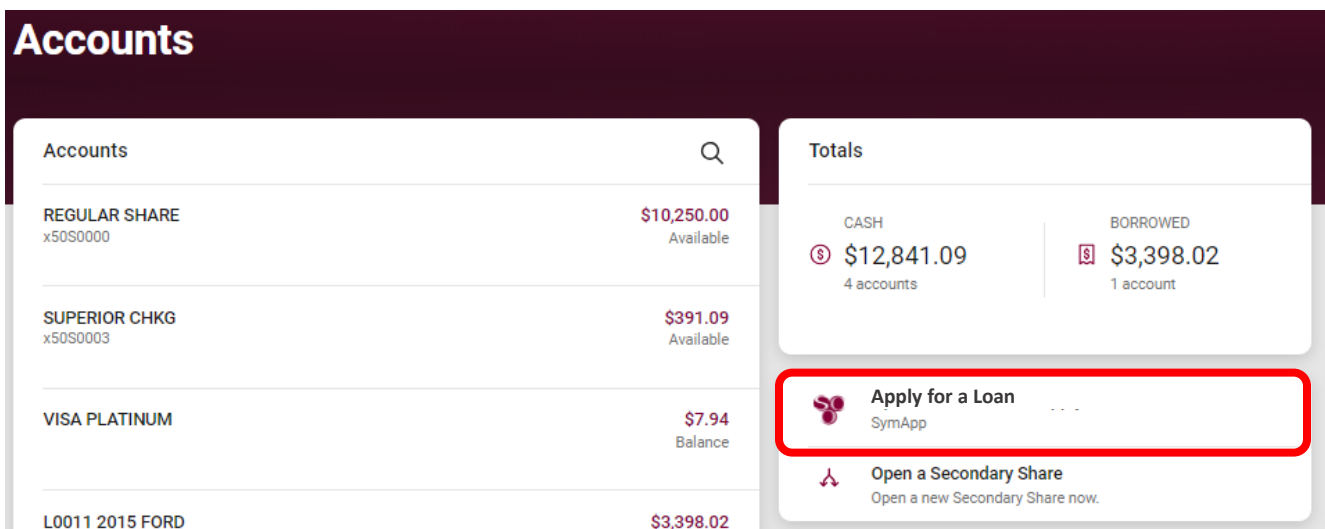 Accounts
Accounts
REGULAR SHARE
$10,250.00
x50S0000
Available
SUPERIOR CHKG
$391.09
x50S0003
Available
VISA PLATINUM
$7.94
Balance
L0011 2015 FORD
$3,398.02
Totals
CASH
$12,841.09
4 accounts
BORROWED
$3,398.02
1 account
Apply for a Loan
SymApp
Open a Secondary Share
Open a new Secondary Share now.